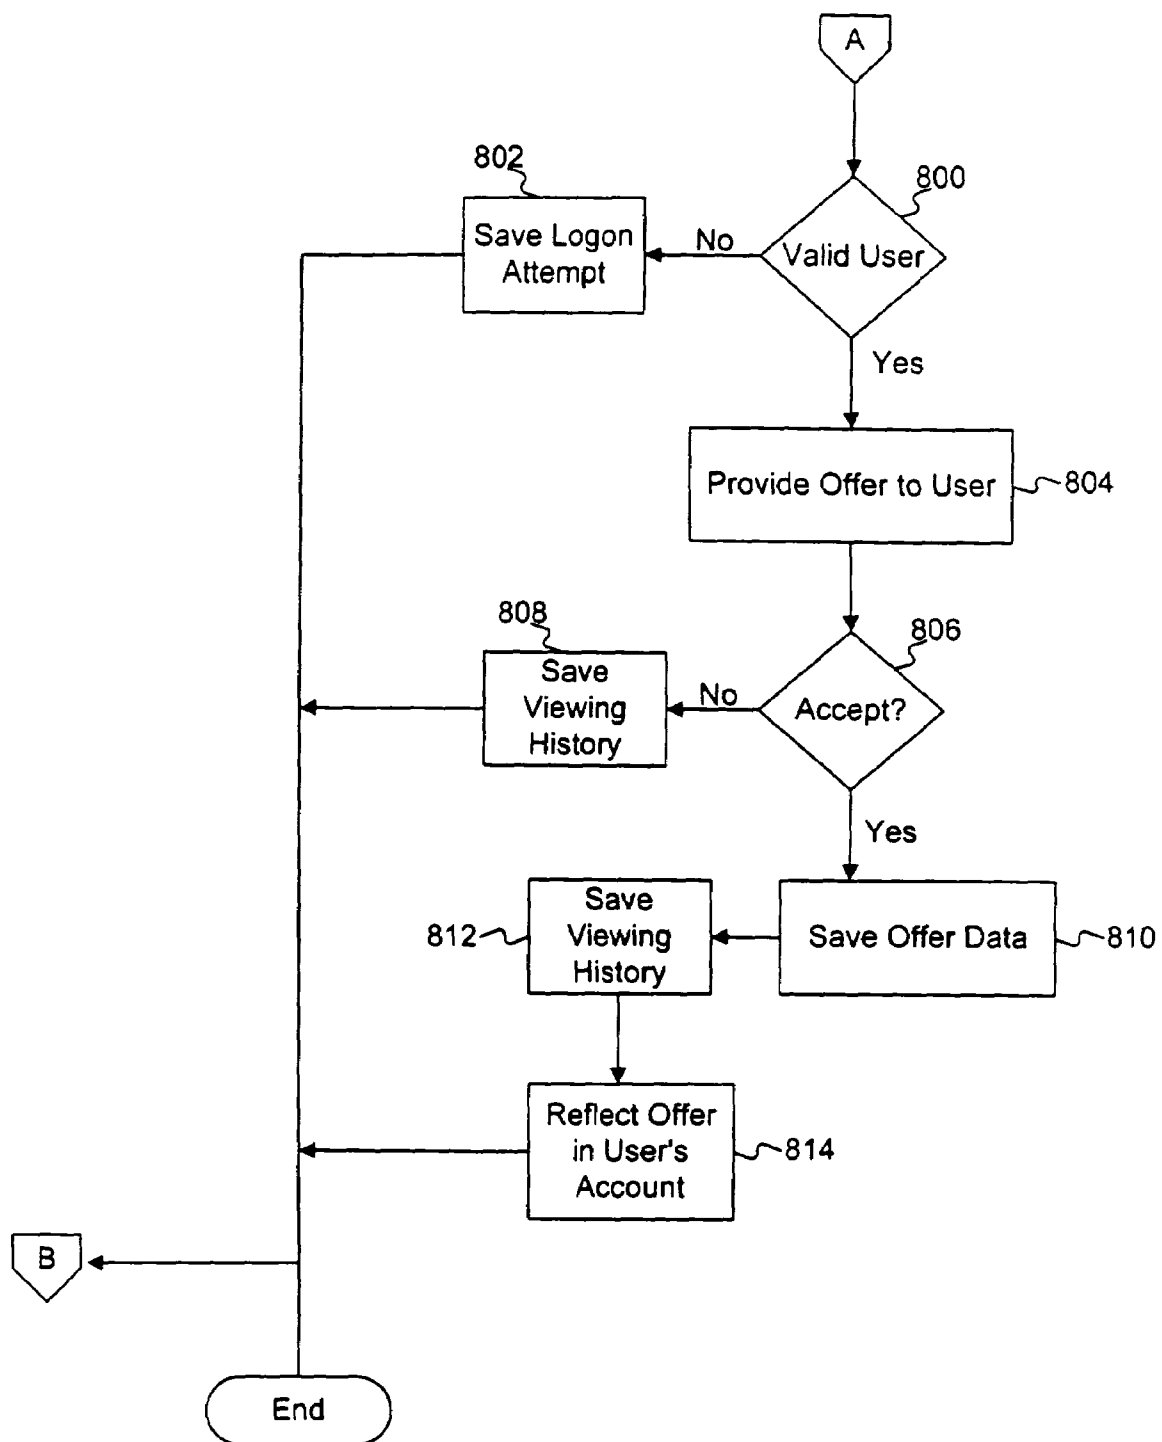 A
802
800
Save Logon
Attempt
No
Valid User
Yes
Provide Offer to User
804
808
806
Save
Viewing
History
No
Accept?
Yes
812
Save
Viewing
History
Save Offer Data
810
Reflect Offer
in User's
Account
814
B
End